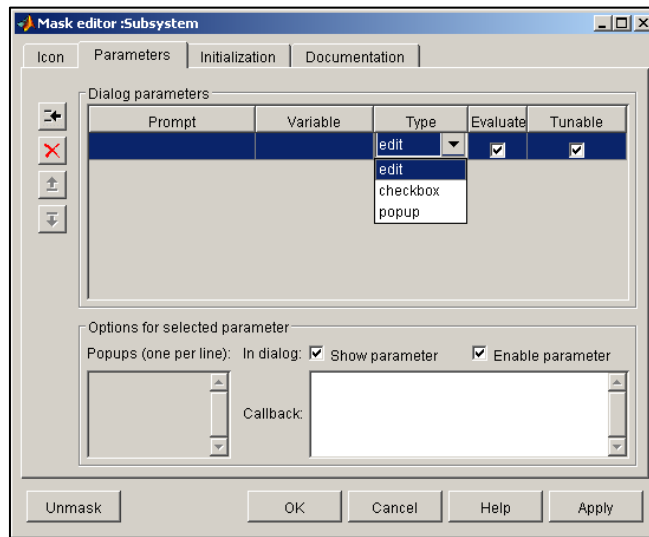 Mask editor :Subsystem
Icon Parameters Initialization Documentation
Dialog parameters
Prompt Variable Type Evaluate Tunable
edit
edit
checkbox
popup
Options for selected parameter
Popups (one per line): In dialog: Show parameter Enable parameter
Callback:
Unmask OK Cancel Help Apply